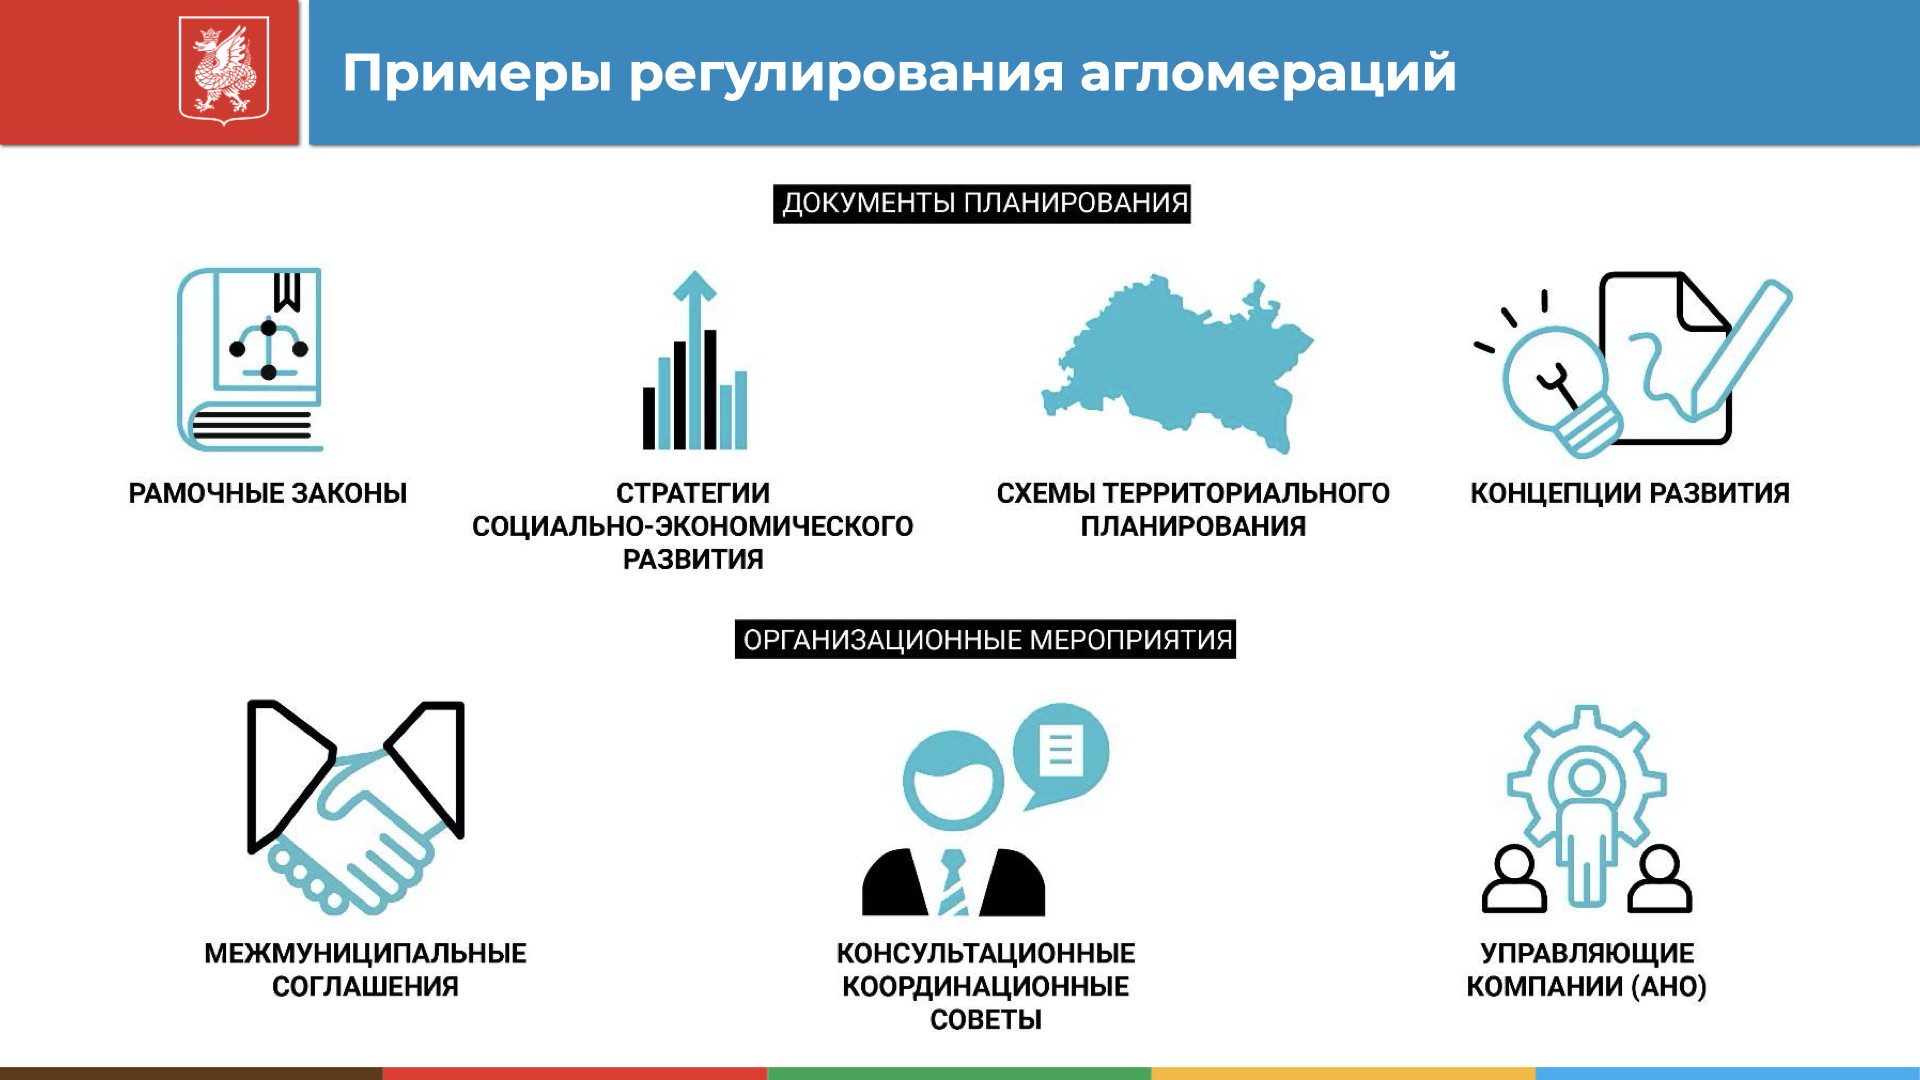 Примеры регулирования агломераций
ДОКУМЕНТЫ ПЛАНИРОВАНИЯ
РАМОЧНЫЕ ЗАКОНЫ
СТРАТЕГИИ
СОЦИАЛЬНО-ЭКОНОМИЧЕСКОГО
РАЗВИТИЯ
СХЕМЫ ТЕРРИТОРИАЛЬНОГО
ПЛАНИРОВАНИЯ
КОНЦЕПЦИИ РАЗВИТИЯ
ОРГАНИЗАЦИОННЫЕ МЕРОПРИЯТИЯ
МЕЖМУНИЦИПАЛЬНЫЕ
СОГЛАШЕНИЯ
КОНСУЛЬТАЦИОННЫЕ
КООРДИНАЦИОННЫЕ
СОВЕТЫ
УПРАВЛЯЮЩИЕ
КОМПАНИИ (АНО)